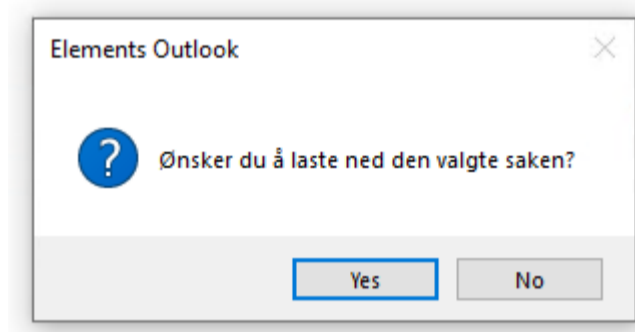 Elements Outlook
Ønsker du å laste ned den valgte saken?
Yes
No